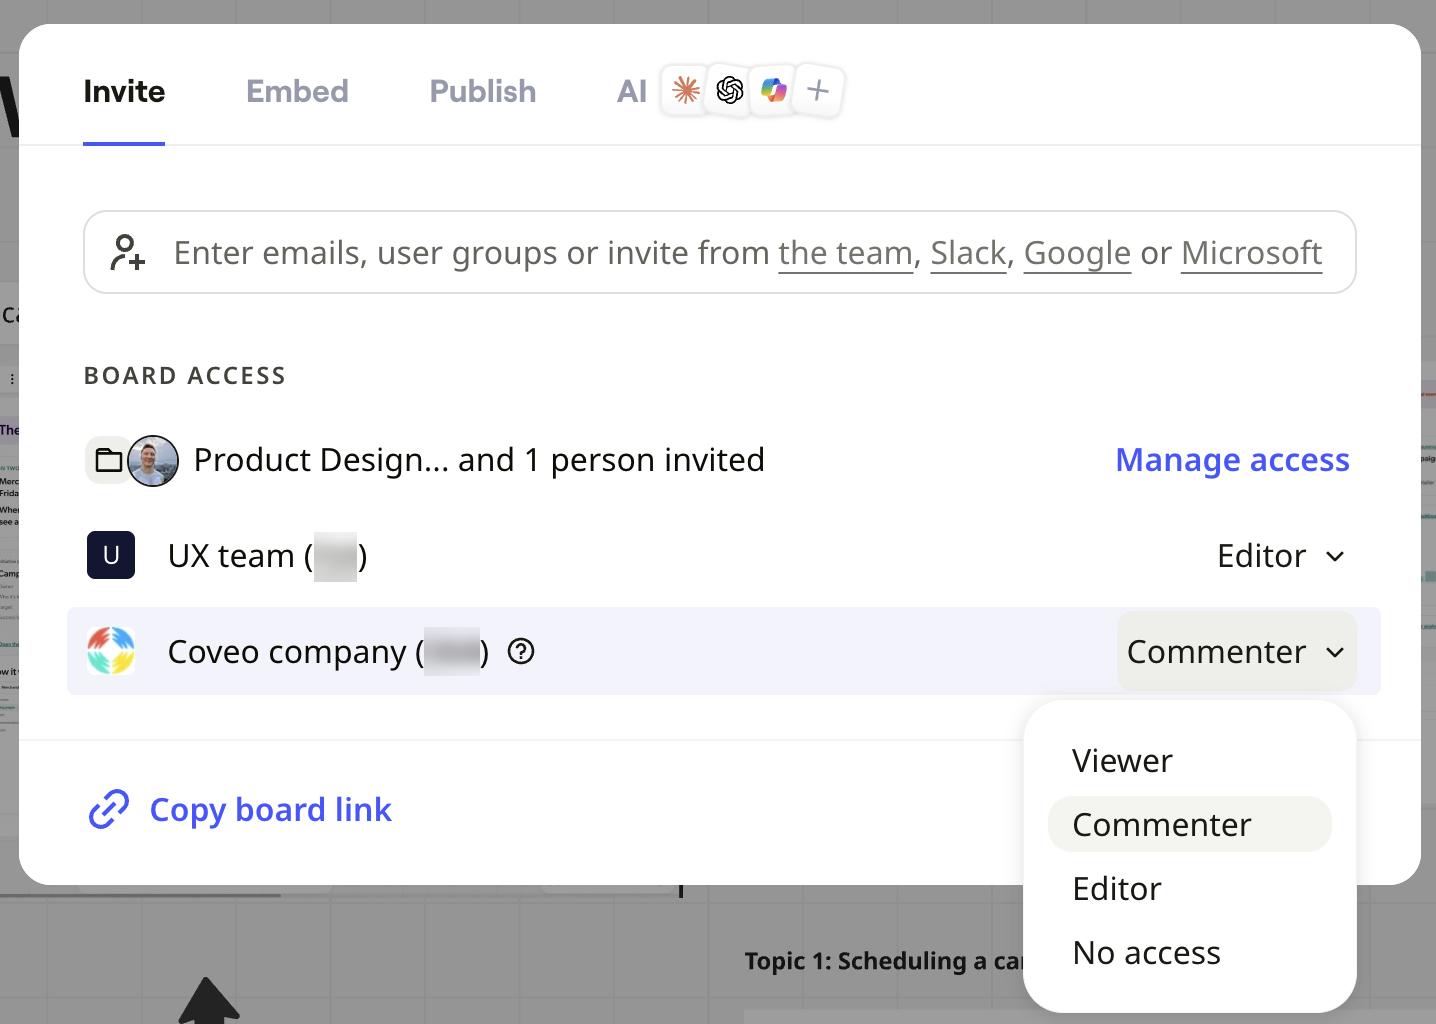 Invite
Embed
Publish
AI
Enter emails, user groups or invite from the team, Slack, Google or Microsoft
BOARD ACCESS
Product Design... and 1 person invited
Manage access
U
UX team ( )
Editor
Coveo company ( )
Commenter
Viewer
Commenter
Editor
No access
Copy board link
Topic 1: Scheduling a